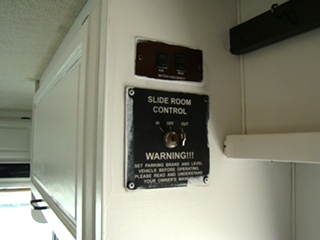 SLIDE ROOM
CONTROL
IN OFF OUT
WARNING!!!
SET PARKING BRAKE AND LEVEL
VEHICLE BEFORE OPERATING.
PLEASE READ AND UNDERSTAND
YOUR OWNER'S MANUAL